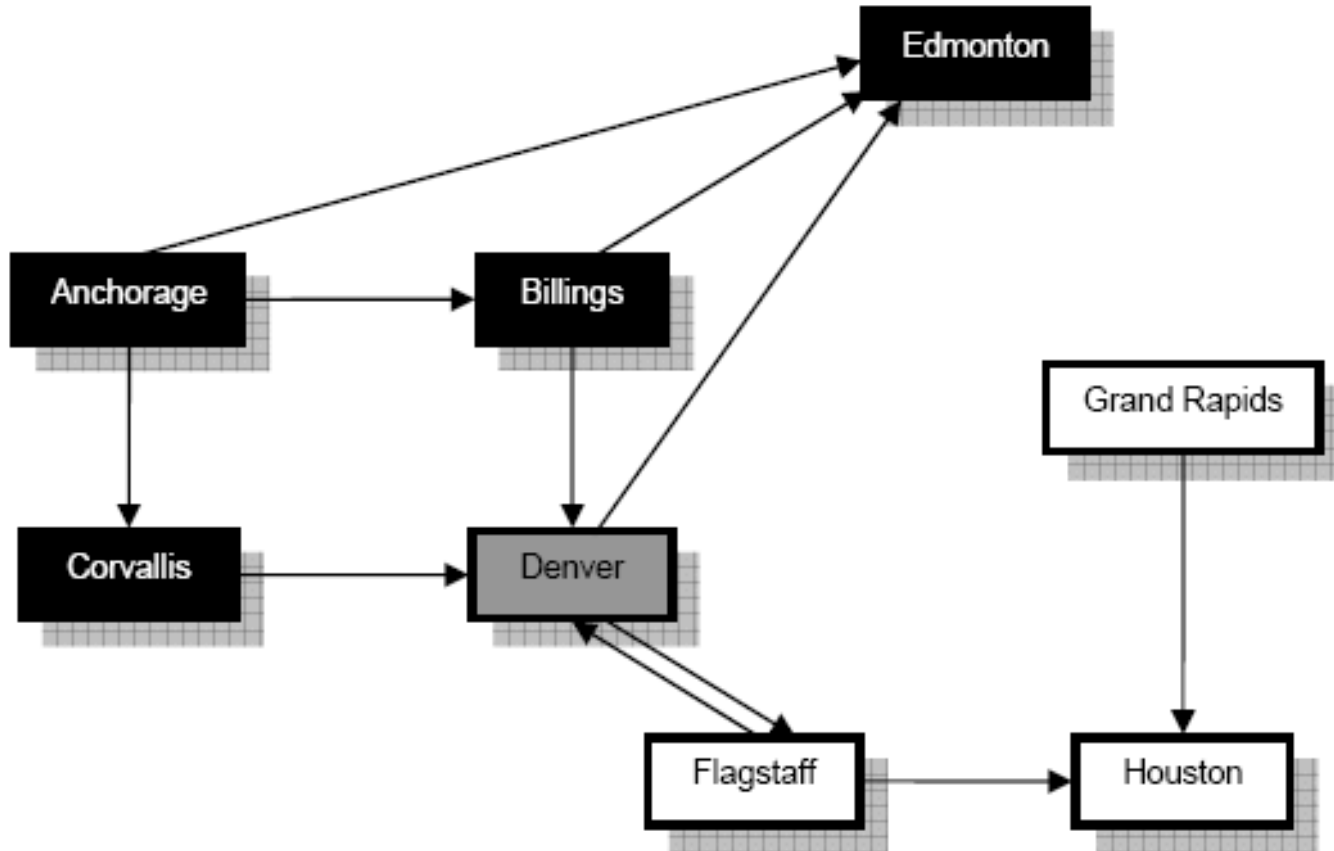 Edmonton
Anchorage
Billings
Grand Rapids
Corvallis
Denver
Flagstaff
Houston